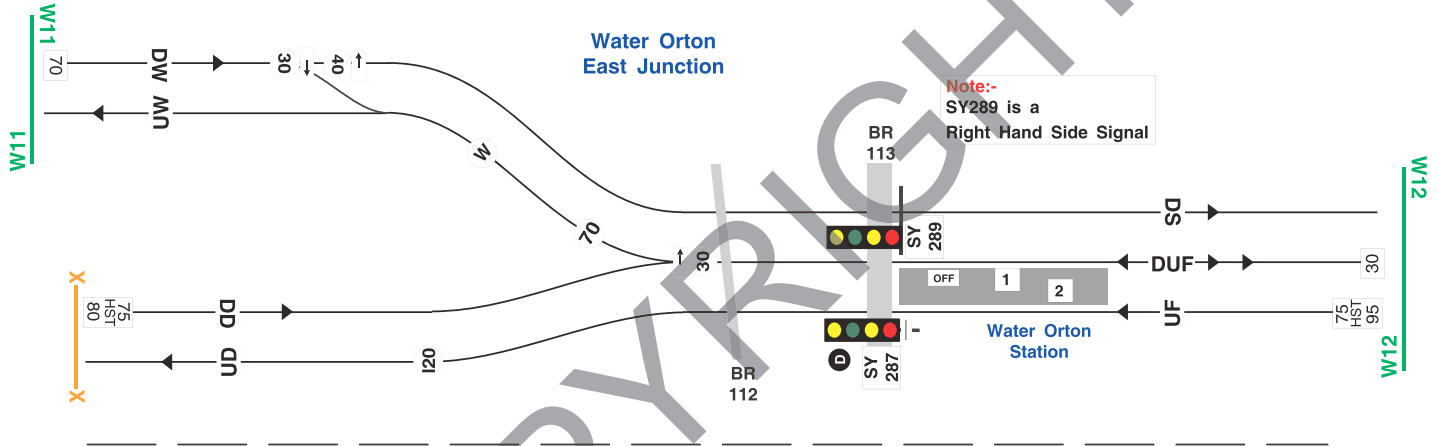 W11
70
DW
30
40
UW
W11
Water Orton
East Junction
Note:-
SY289 is a
Right Hand Side Signal
BR
113
W
70
30
SY
289
DS
W12
DUF
30
OFF
1
2
X
80
HST
75
DD
UD
120
X
BR
112
D
SY
287
Water Orton
Station
UF
75
HST
95
W12
PYRIGHT